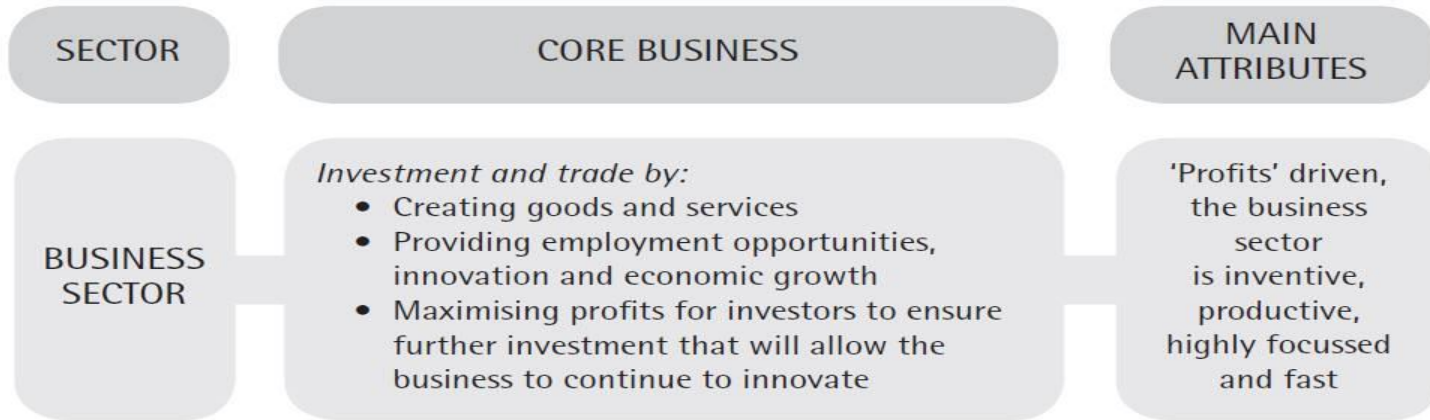 SECTOR
CORE BUSINESS
MAIN
ATTRIBUTES
BUSINESS
SECTOR
Investment and trade by:
• Creating goods and services
• Providing employment opportunities,
innovation and economic growth
• Maximising profits for investors to ensure
further investment that will allow the
business to continue to innovate
‘Profits’ driven,
the business
sector
is inventive,
productive,
highly focussed
and fast